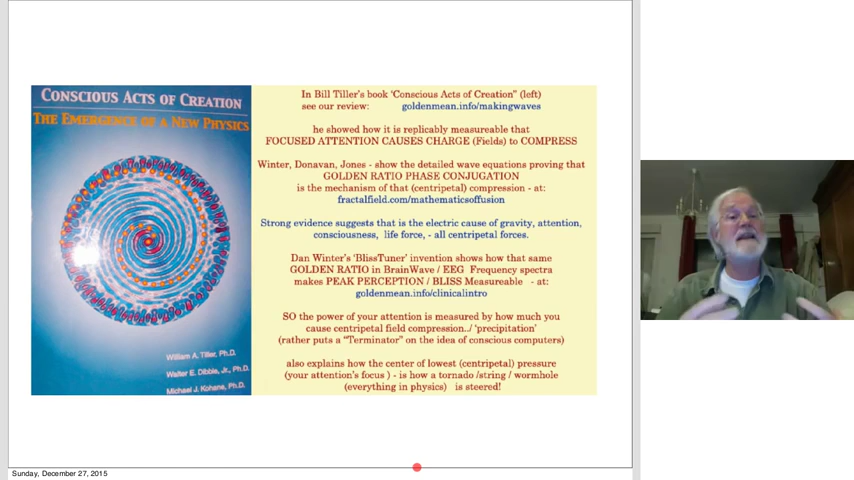 CONSCIOUS ACTS OF CREATION
THE EMERGENCE OF A NEW PHYSICS
William A. Tiller, Ph.D.
Walter E. Dibble, Jr., Ph.D.
Michael J. Kohane, Ph.D.
In Bill Tiller's book 'Conscious Acts of Creation" (left)
see our review: goldenmean.info/makingwaves
he showed how it is replicably measureable that
FOCUSED ATTENTION CAUSES CHARGE (Fields) to COMPRESS
Winter, Donavan, Jones - show the detailed wave equations proving that
GOLDEN RATIO PHASE CONJUGATION
is the mechanism of that (centripetal) compression - at:
fractalfield.com/mathematicsoffusion
Strong evidence suggests that is the electric cause of gravity, attention,
consciousness, life force, - all centripetal forces.
Dan Winter's 'BlissTuner' invention shows how that same
GOLDEN RATIO in BrainWave / EEG Frequency spectra
makes PEAK PERCEPTION / BLISS Measureable - at:
goldenmean.info/clinicalintro
SO the power of your attention is measured by how much you
cause centripetal field compression../ 'precipitation'
(rather puts a "Terminator" on the idea of conscious computers)
also explains how the center of lowest (centripetal) pressure
(your attention's focus ) - is how a tornado /string / wormhole
(everything in physics) is steered!
Sunday, December 27, 2015